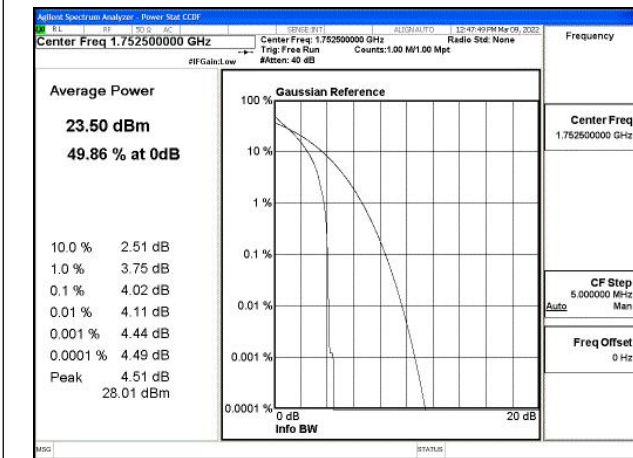 Agilent Spectrum Analyzer - Power Stat CCDF
RL RF 50 Ω AC SENSE:INT ALIGNAUTO 12:47:49 PM Mar 09, 2022
Center Freq 1.752500000 GHz
Center Freq: 1.752500000 GHz Radio Std: None
Trig: Free Run Counts:1.00 M/1.00 Mpt
#IFGain:Low #Atten: 40 dB
Frequency
Average Power
23.50 dBm
49.86 % at 0dB
10.0 % 2.51 dB
1.0 % 3.75 dB
0.1 % 4.02 dB
0.01 % 4.11 dB
0.001 % 4.44 dB
0.0001 % 4.49 dB
Peak 4.51 dB
28.01 dBm
Gaussian Reference
100 %
10 %
1 %
0.1 %
0.01 %
0.001 %
0.0001 %
0 dB 20 dB
Info BW
Center Freq
1.752500000 GHz
CF Step
5.000000 MHz
Auto Man
Freq Offset
0 Hz
MSG STATUS